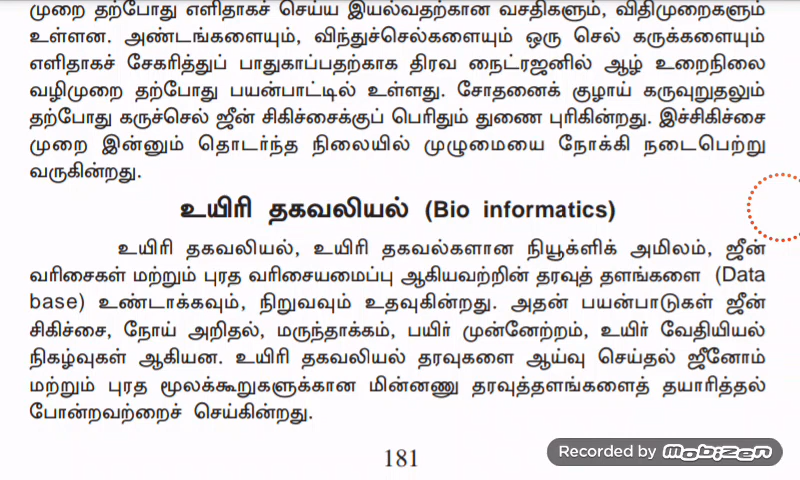 முறை தற்போது எளிதாகச் செய்ய இயல்வதற்கான வசதிகளும், விதிமுறைகளும்
உள்ளன. அண்டங்களையும், விந்துச்செல்களையும் ஒரு செல் கருக்களையும்
எளிதாகச் சேகரித்துப் பாதுகாப்பதற்காக திரவ நைட்ரஜனில் ஆழ் உறைநிலை
வழிமுறை தற்போது பயன்பாட்டில் உள்ளது. சோதனைக் குழாய் கருவுறுதலும்
தற்போது கருச்செல் ஜீன் சிகிச்சைக்குப் பெரிதும் துணை புரிகின்றது. இச்சிகிச்சை
முறை இன்னும் தொடர்ந்த நிலையில் முழுமையை நோக்கி நடைபெற்று
வருகின்றது.
உயிரி தகவலியல் (Bio informatics)
உயிரி தகவலியல், உயிரி தகவல்களான நியூக்ளிக் அமிலம், ஜீன்
வரிசைகள் மற்றும் புரத வரிசையமைப்பு ஆகியவற்றின் தரவுத் தளங்களை (Data
base) உண்டாக்கவும், நிறுவவும் உதவுகின்றது. அதன் பயன்பாடுகள் ஜீன்
சிகிச்சை, நோய் அறிதல், மருந்தாக்கம், பயிர் முன்னேற்றம், உயிர் வேதியியல்
நிகழ்வுகள் ஆகியன. உயிரி தகவலியல் தரவுகளை ஆய்வு செய்தல் ஜீனோம்
மற்றும் புரத மூலக்கூறுகளுக்கான மின்னணு தரவுத்தளங்களைத் தயாரித்தல்
போன்றவற்றைச் செய்கின்றது.
181
Recorded by mobizen